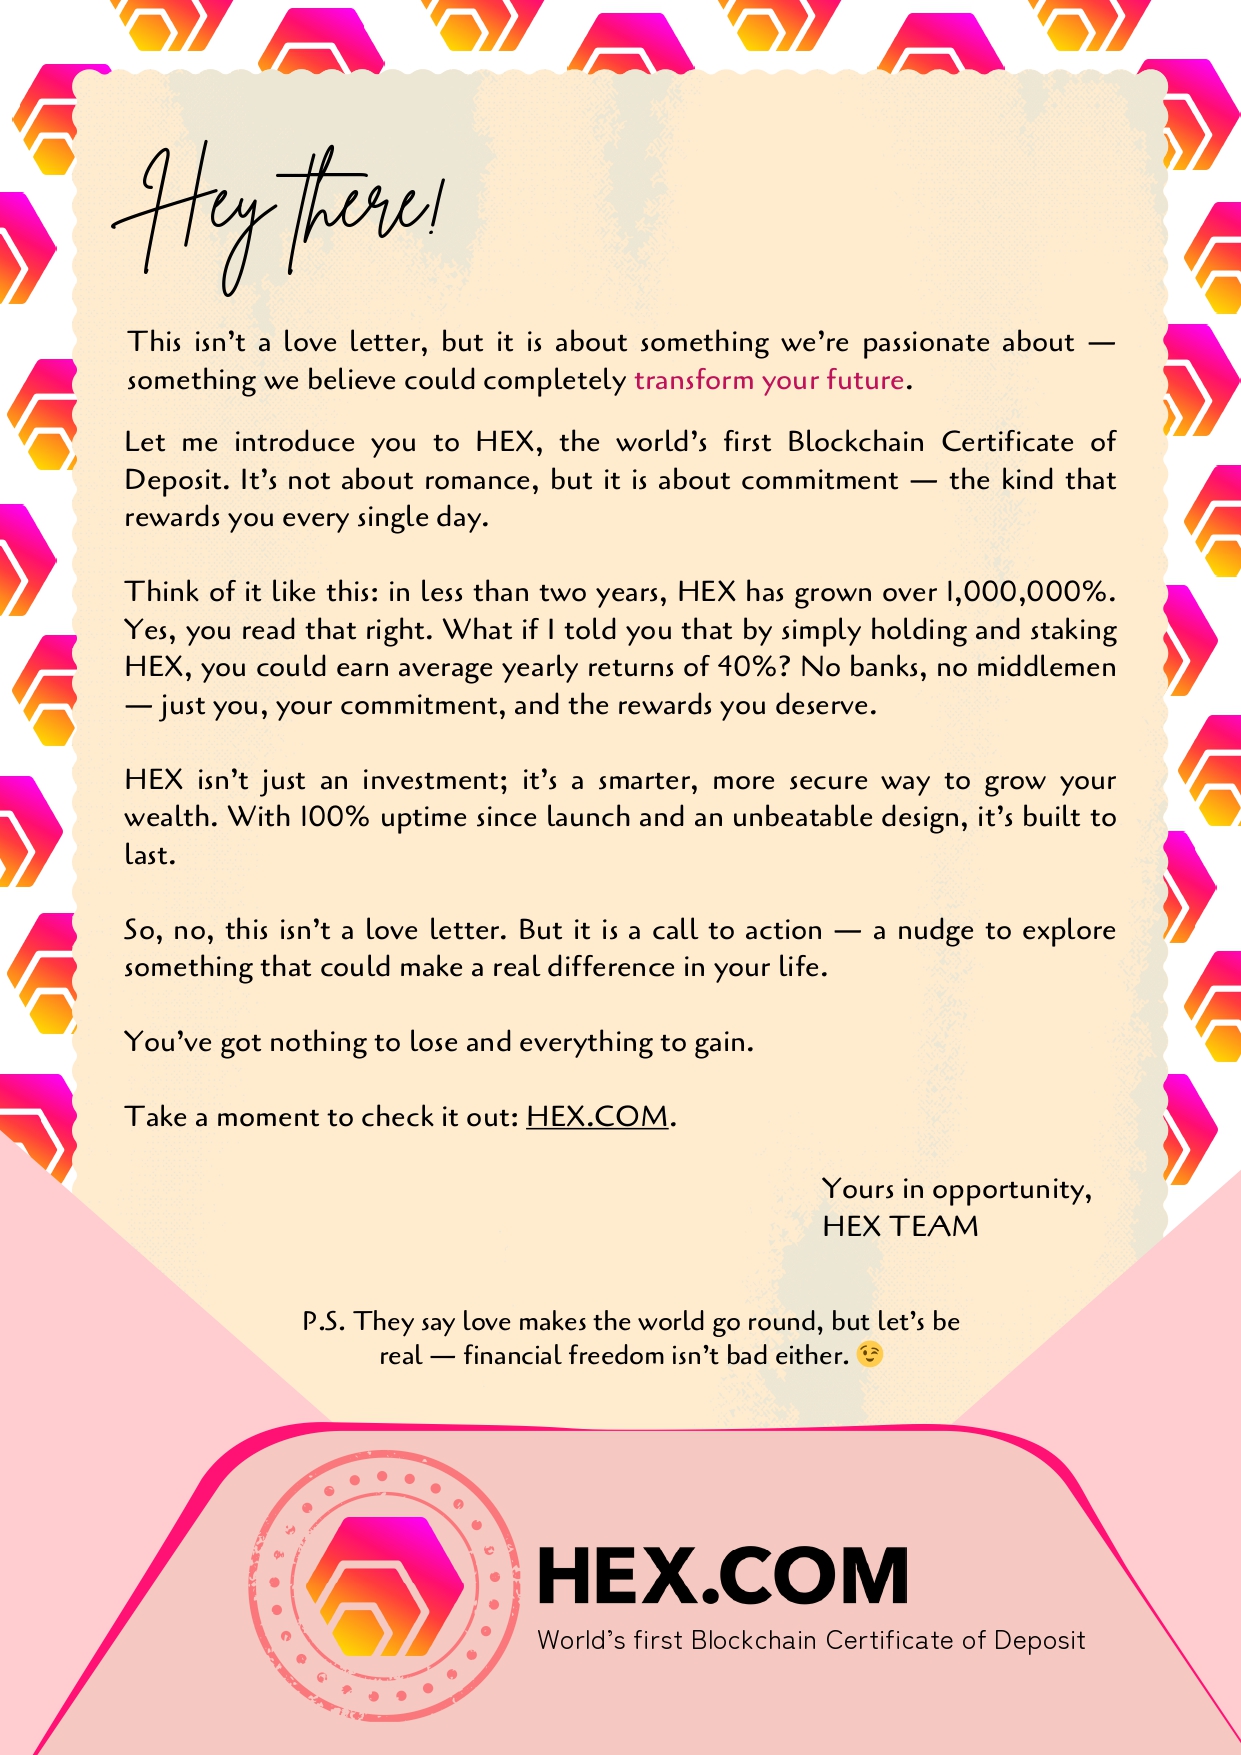 Hey there!
This isn’t a love letter, but it is about something we’re passionate about —
something we believe could completely transform your future.
Let me introduce you to HEX, the world’s first Blockchain Certificate of
Deposit. It’s not about romance, but it is about commitment — the kind that
rewards you every single day.
Think of it like this: in less than two years, HEX has grown over 1,000,000%.
Yes, you read that right. What if I told you that by simply holding and staking
HEX, you could earn average yearly returns of 40%? No banks, no middlemen
— just you, your commitment, and the rewards you deserve.
HEX isn’t just an investment; it’s a smarter, more secure way to grow your
wealth. With 100% uptime since launch and an unbeatable design, it’s built to
last.
So, no, this isn’t a love letter. But it is a call to action — a nudge to explore
something that could make a real difference in your life.
You’ve got nothing to lose and everything to gain.
Take a moment to check it out: HEX.COM.
Yours in opportunity,
HEX TEAM
P.S. They say love makes the world go round, but let’s be
real — financial freedom isn’t bad either. 😉
HEX.COM
World’s first Blockchain Certificate of Deposit